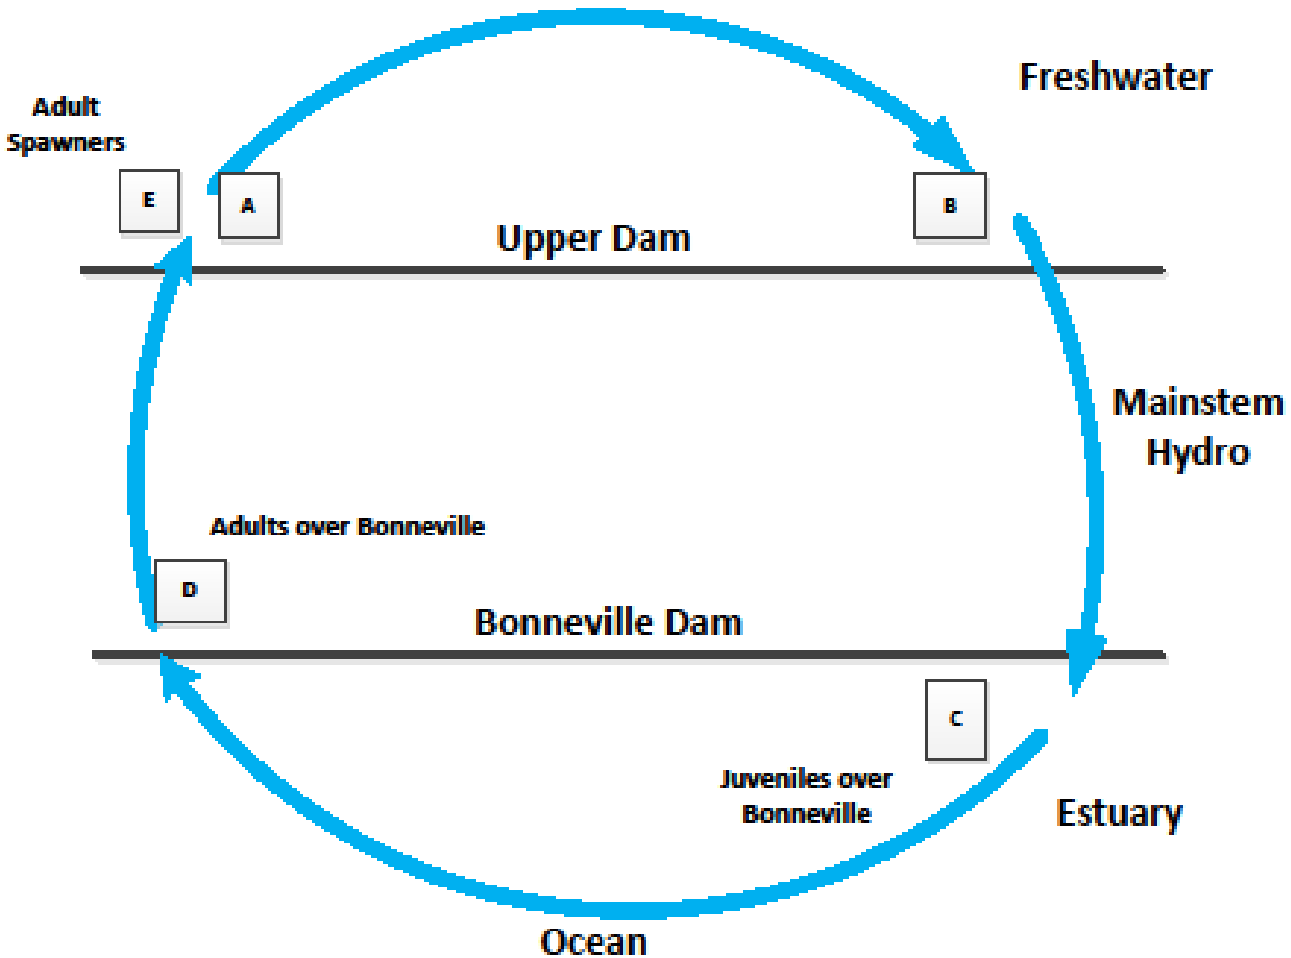 Freshwater
Adult
Spawners
E
A
B
Upper Dam
Mainstem
Hydro
Adults over Bonneville
D
Bonneville Dam
C
Juveniles over
Bonneville
Estuary
Ocean